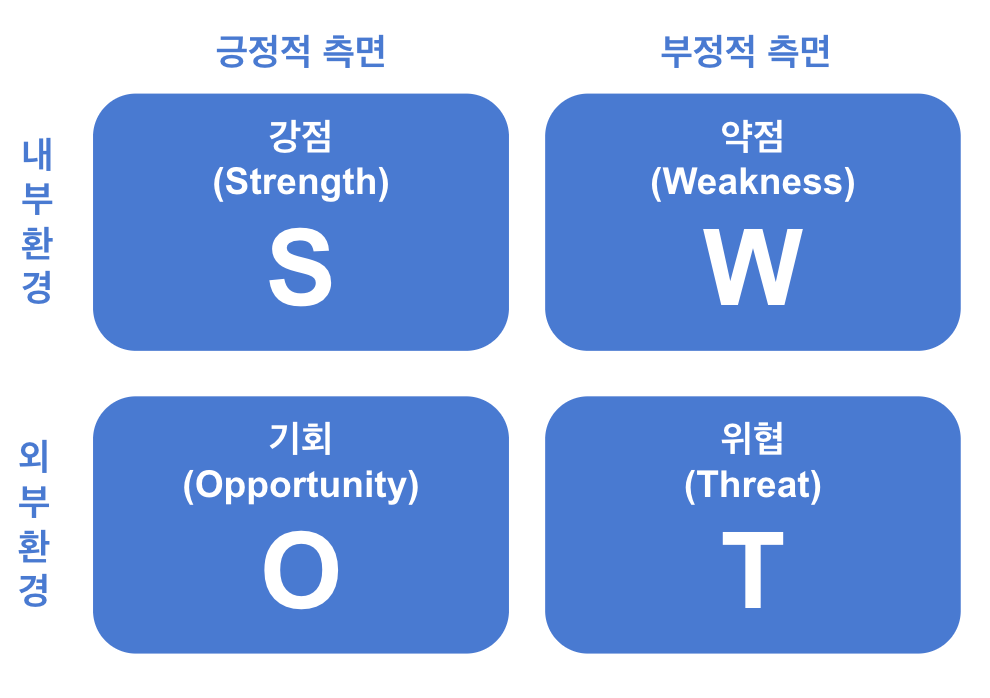 긍정적 측면
부정적 측면
내부환경
강점
(Strength)
S
약점
(Weakness)
W
외부환경
기회
(Opportunity)
O
위협
(Threat)
T